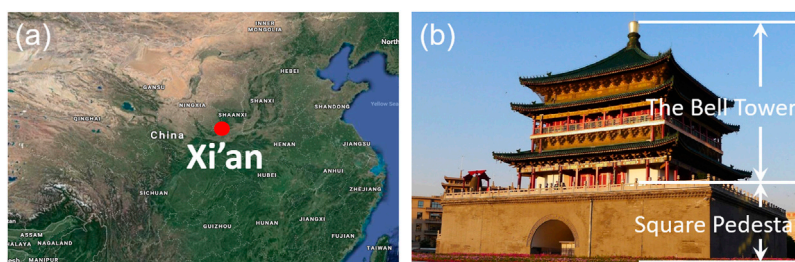 (a)
INNER
MONGOLIA
North
HEBEI
GANSU
NINGXIA
SHANXI
SHANDONG
Yellow Sea
QINGHAI
SHAANXI
China
HENAN
JIANGSU
Xi'an
ANHUI
HUBEI
SICHUAN
ZHEJIANG
HUNAN
JIANGXI
GUIZHOU
FUJIAN
ASSAM
TAIWAN
ALAYA
NAGALAND
MANIPUR
(b)
The Bell Tower
Square Pedesta